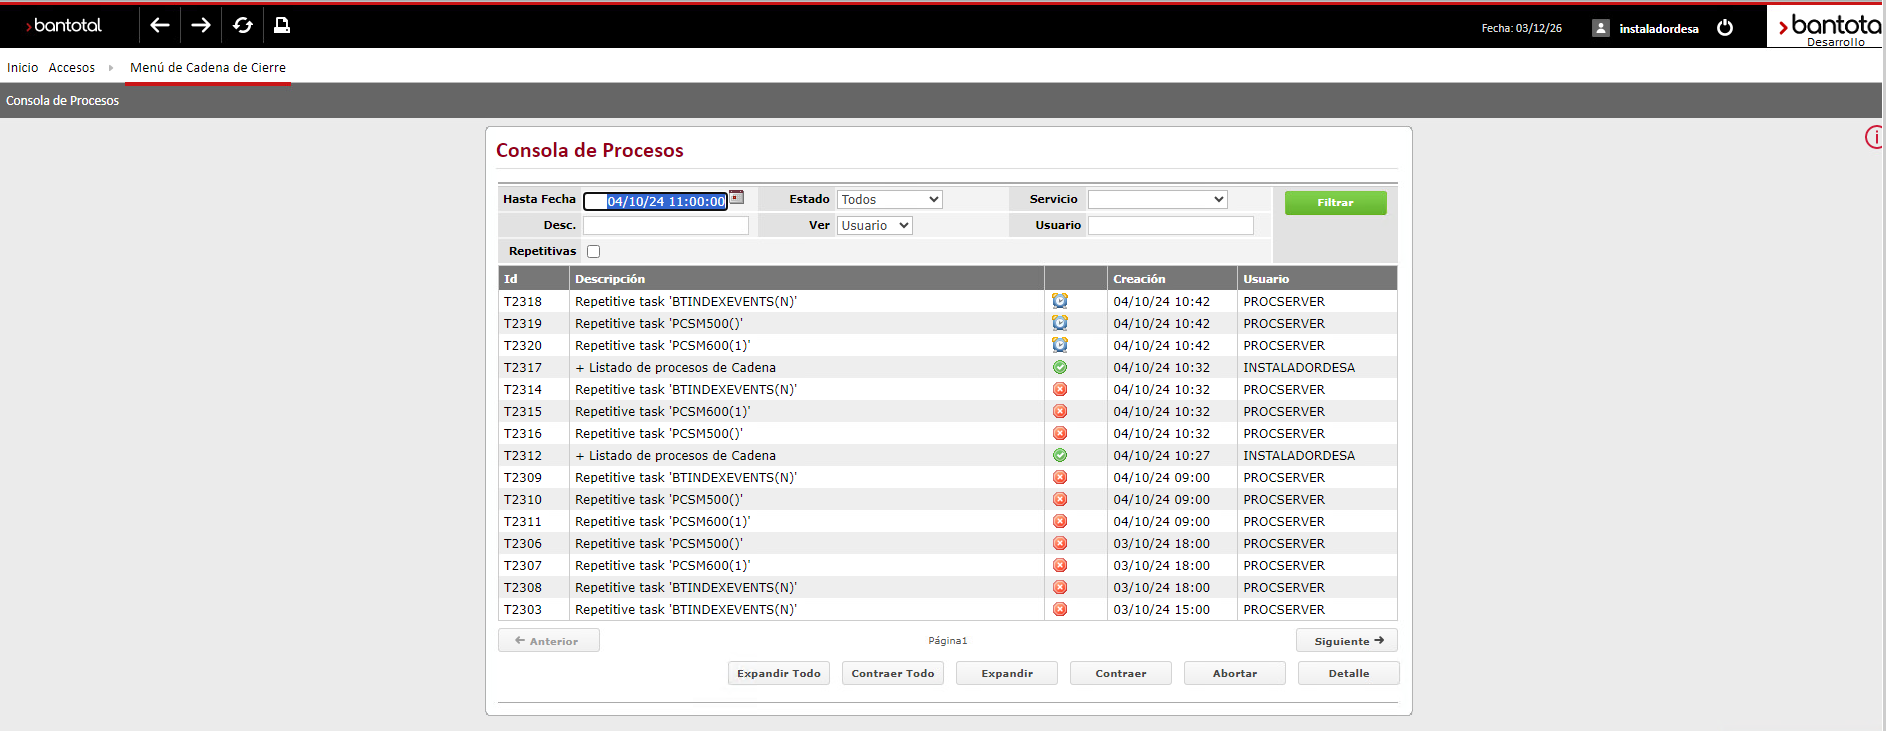 bantotal
Fecha: 03/12/26
instaladordesa
bantota
Desarrollo
Inicio Accesos Menú de Cadena de Cierre
Consola de Procesos
Consola de Procesos
Hasta Fecha 04/10/24 11:00:00 Estado Todos Servicio Filtrar
Desc. Ver Usuario Usuario
Repetitivas
Id Descripción Creación Usuario
T2318 Repetitive task 'BTINDEXEVENTS(N)' 04/10/24 10:42 PROCSERVER
T2319 Repetitive task 'PCSM500()' 04/10/24 10:42 PROCSERVER
T2320 Repetitive task 'PCSM600(1)' 04/10/24 10:42 PROCSERVER
T2317 + Listado de procesos de Cadena 04/10/24 10:32 INSTALADORDESA
T2314 Repetitive task 'BTINDEXEVENTS(N)' 04/10/24 10:32 PROCSERVER
T2315 Repetitive task 'PCSM600(1)' 04/10/24 10:32 PROCSERVER
T2316 Repetitive task 'PCSM500()' 04/10/24 10:32 PROCSERVER
T2312 + Listado de procesos de Cadena 04/10/24 10:27 INSTALADORDESA
T2309 Repetitive task 'BTINDEXEVENTS(N)' 04/10/24 09:00 PROCSERVER
T2310 Repetitive task 'PCSM500()' 04/10/24 09:00 PROCSERVER
T2311 Repetitive task 'PCSM600(1)' 04/10/24 09:00 PROCSERVER
T2306 Repetitive task 'PCSM500()' 03/10/24 18:00 PROCSERVER
T2307 Repetitive task 'PCSM600(1)' 03/10/24 18:00 PROCSERVER
T2308 Repetitive task 'BTINDEXEVENTS(N)' 03/10/24 18:00 PROCSERVER
T2303 Repetitive task 'BTINDEXEVENTS(N)' 03/10/24 15:00 PROCSERVER
Anterior Página1 Siguiente
Expandir Todo Contraer Todo Expandir Contraer Abortar Detalle